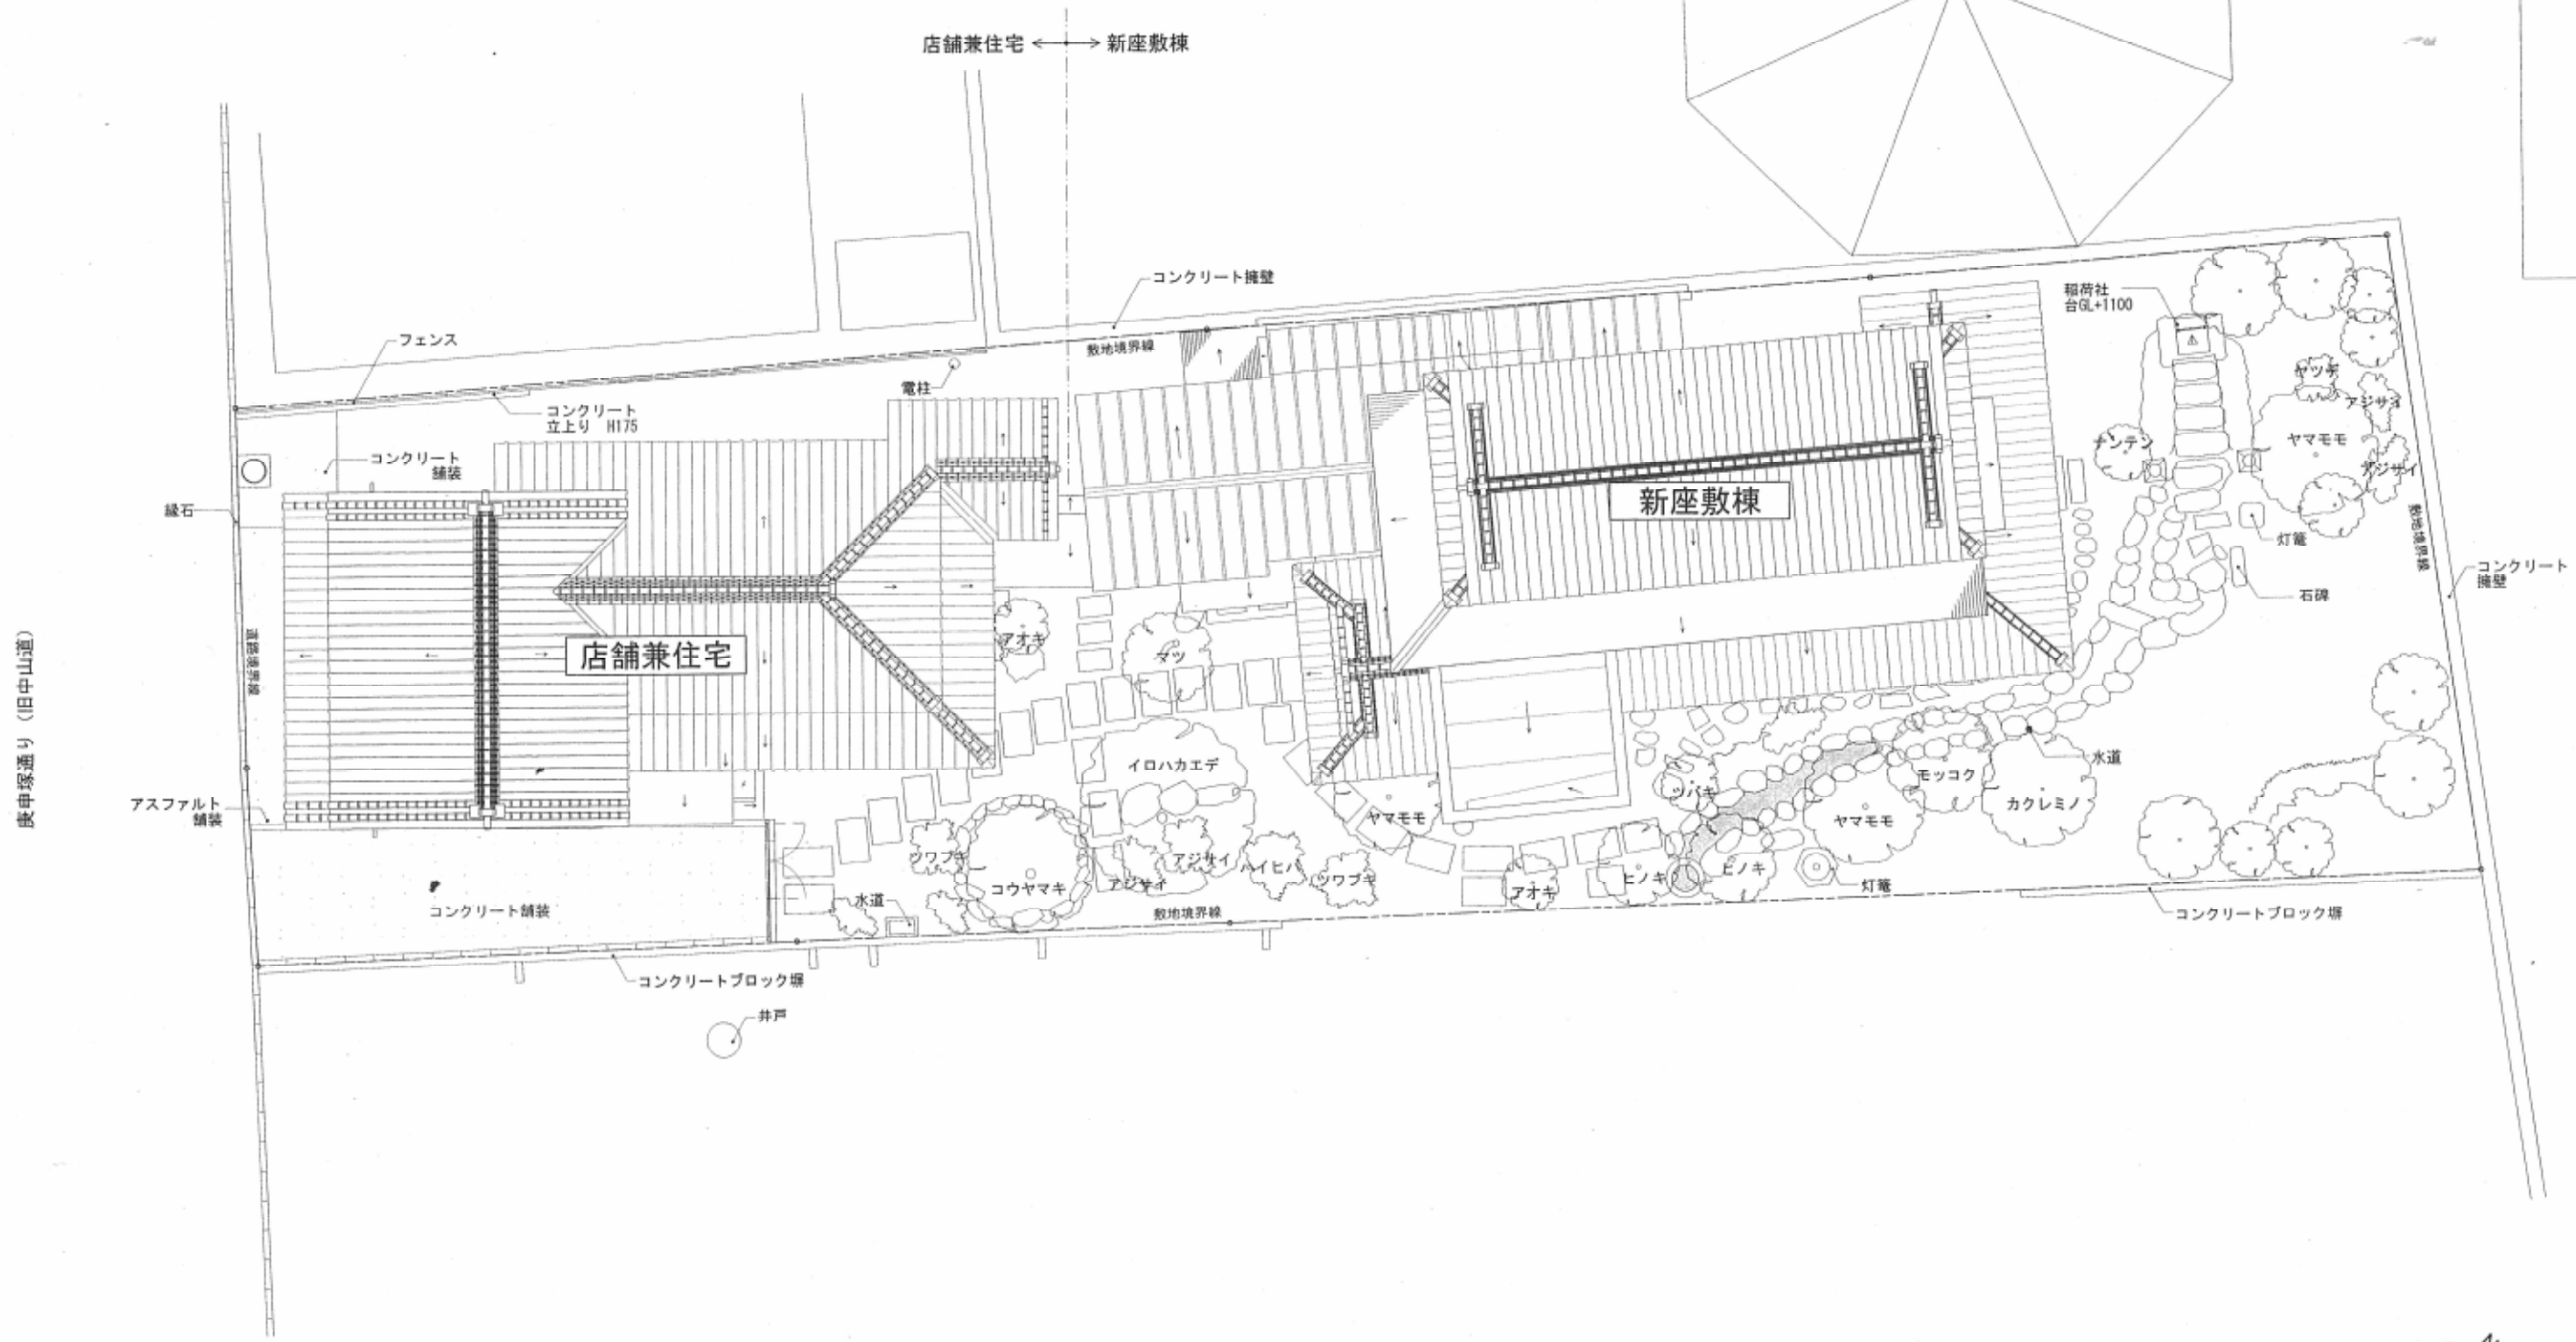 店舗兼住宅 ←→ 新座敷棟
コンクリート擁壁
稲荷社
台GL+1100
フェンス
敷地境界線
電柱
コンクリート
立上り H175
コンクリート
舗装
縁石
ナンテン
アジサイ
ヤマモモ
アジサイ
新座敷棟
灯篭
敷地境界線
コンクリート
擁壁
石碑
道路境界線
庚申塚通り（旧中山道）
店舗兼住宅
アオキ
マツ
イロハカエデ
水道
モッコク
ツバキ
カクレミノ
アスファルト
舗装
ヤマモモ
ヤマモモ
ツワブキ
アジサイ
アジサイ
ハイヒバ
ツワブキ
コウヤマキ
アオキ
ヒノキ
ヒノキ
灯篭
水道
コンクリート舗装
敷地境界線
コンクリートブロック塀
コンクリートブロック塀
井戸